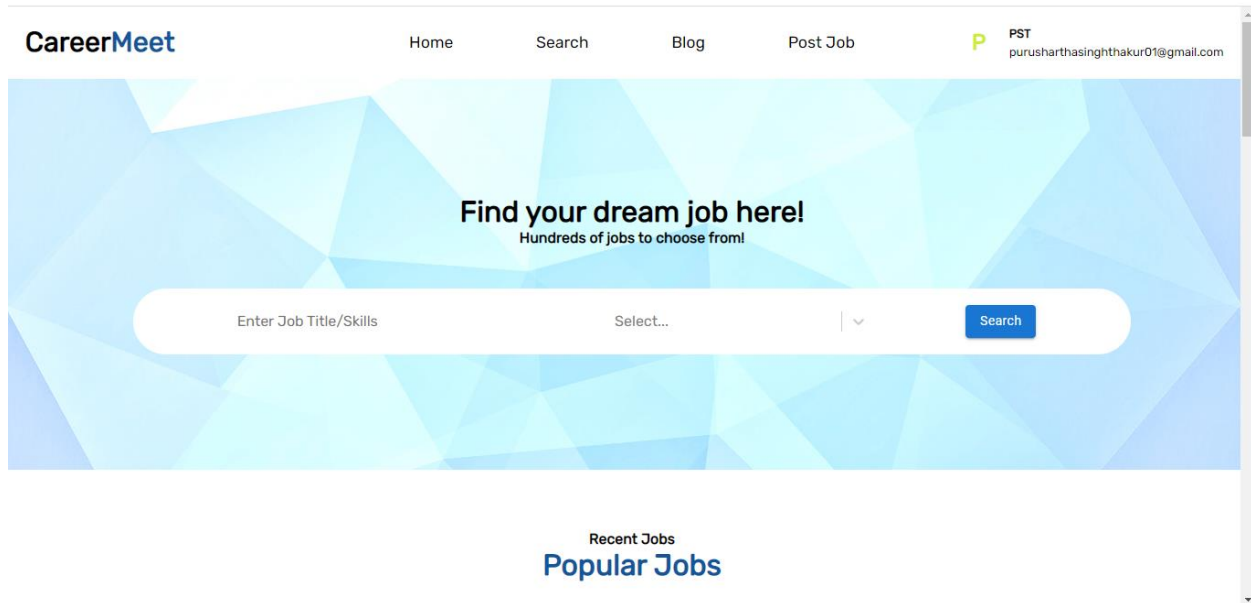 CareerMeet
Home
Search
Blog
Post Job
P
PST
purusharthasinghthakur01@gmail.com
Find your dream job here!
Hundreds of jobs to choose from!
Enter Job Title/Skills
Select...
Search
Recent Jobs
Popular Jobs